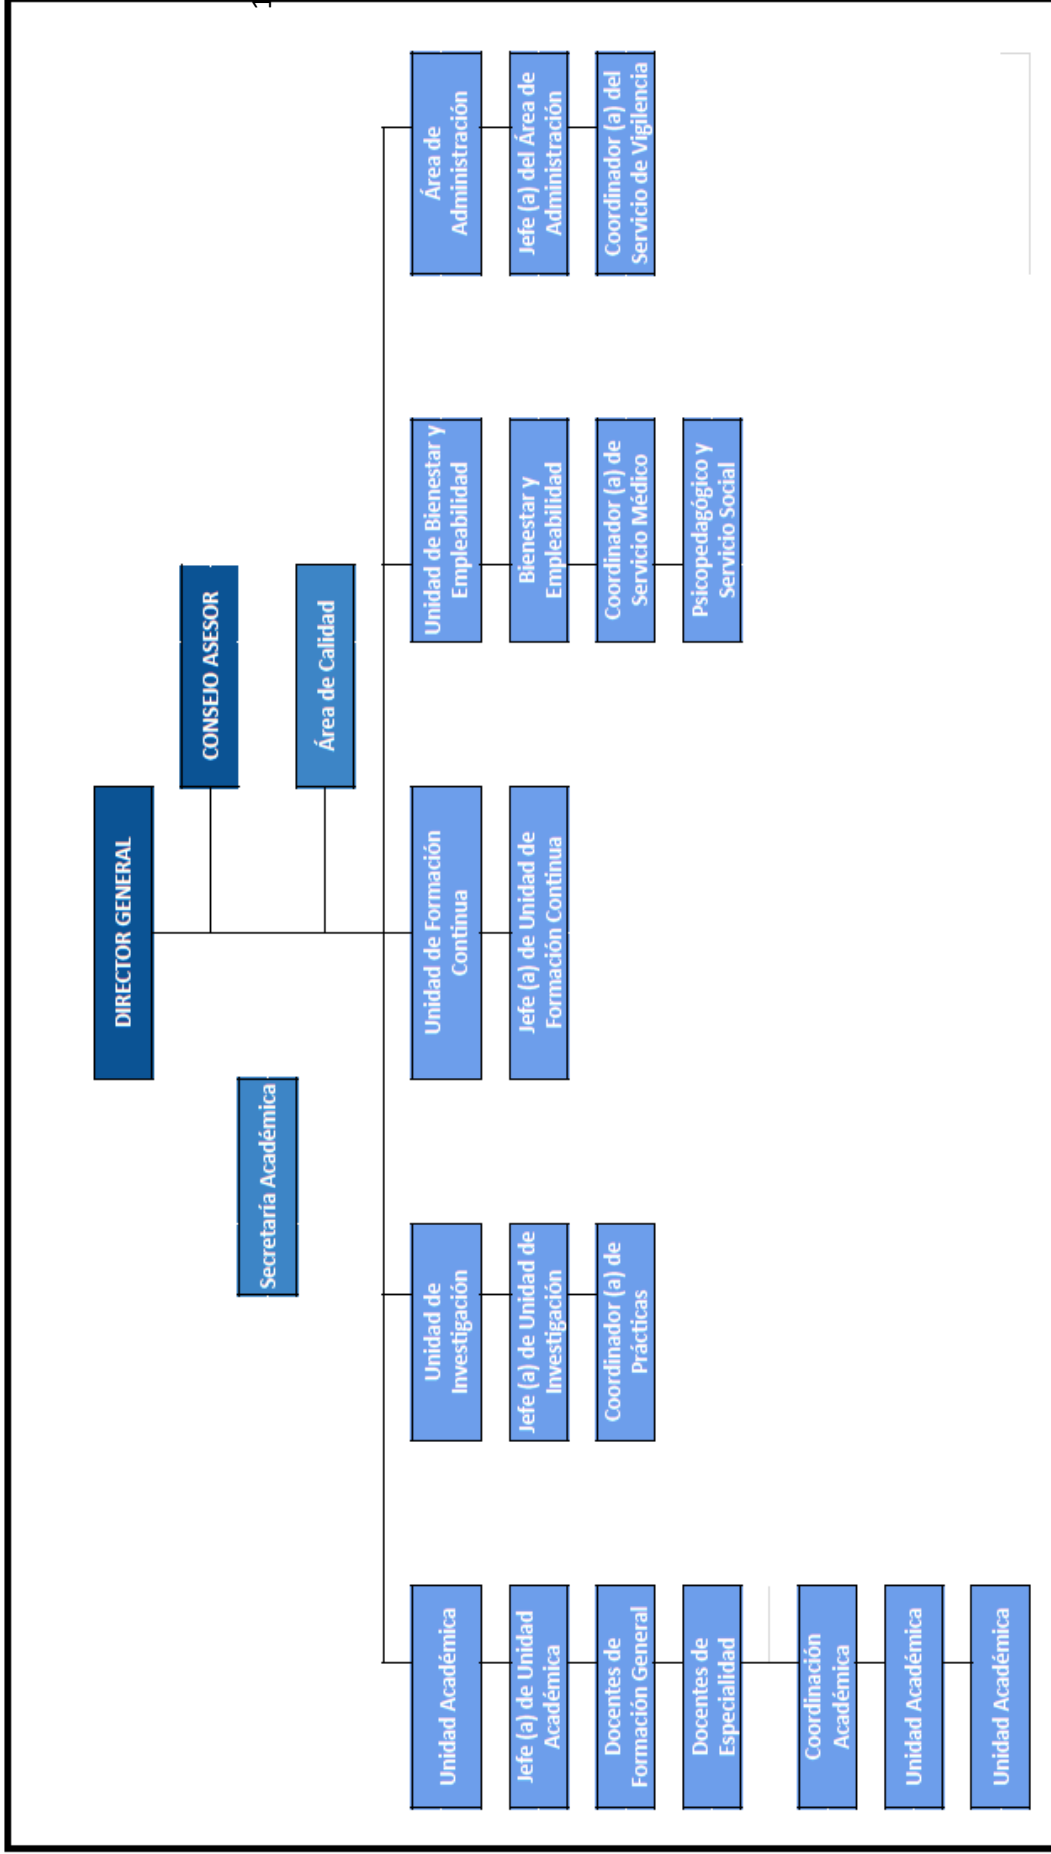 DIRECTOR GENERAL
CONSEJO ASESOR
Secretaría Académica
Área de Calidad
Unidad Académica
Jefe (a) de Unidad
Académica
Docentes de
Formación General
Docentes de
Especialidad
Coordinación
Académica
Unidad Académica
Unidad Académica
Unidad de
Investigación
Jefe (a) de Unidad de
Investigación
Coordinador (a) de
Prácticas
Unidad de Formación
Continua
Jefe (a) de Unidad de
Formación Continua
Unidad de Bienestar y
Empleabilidad
Bienestar y
Empleabilidad
Coordinador (a) de
Servicio Médico
Psicopedagógico y
Servicio Social
Área de
Administración
Jefe (a) del Área de
Administración
Coordinador (a) del
Servicio de Vigilencia